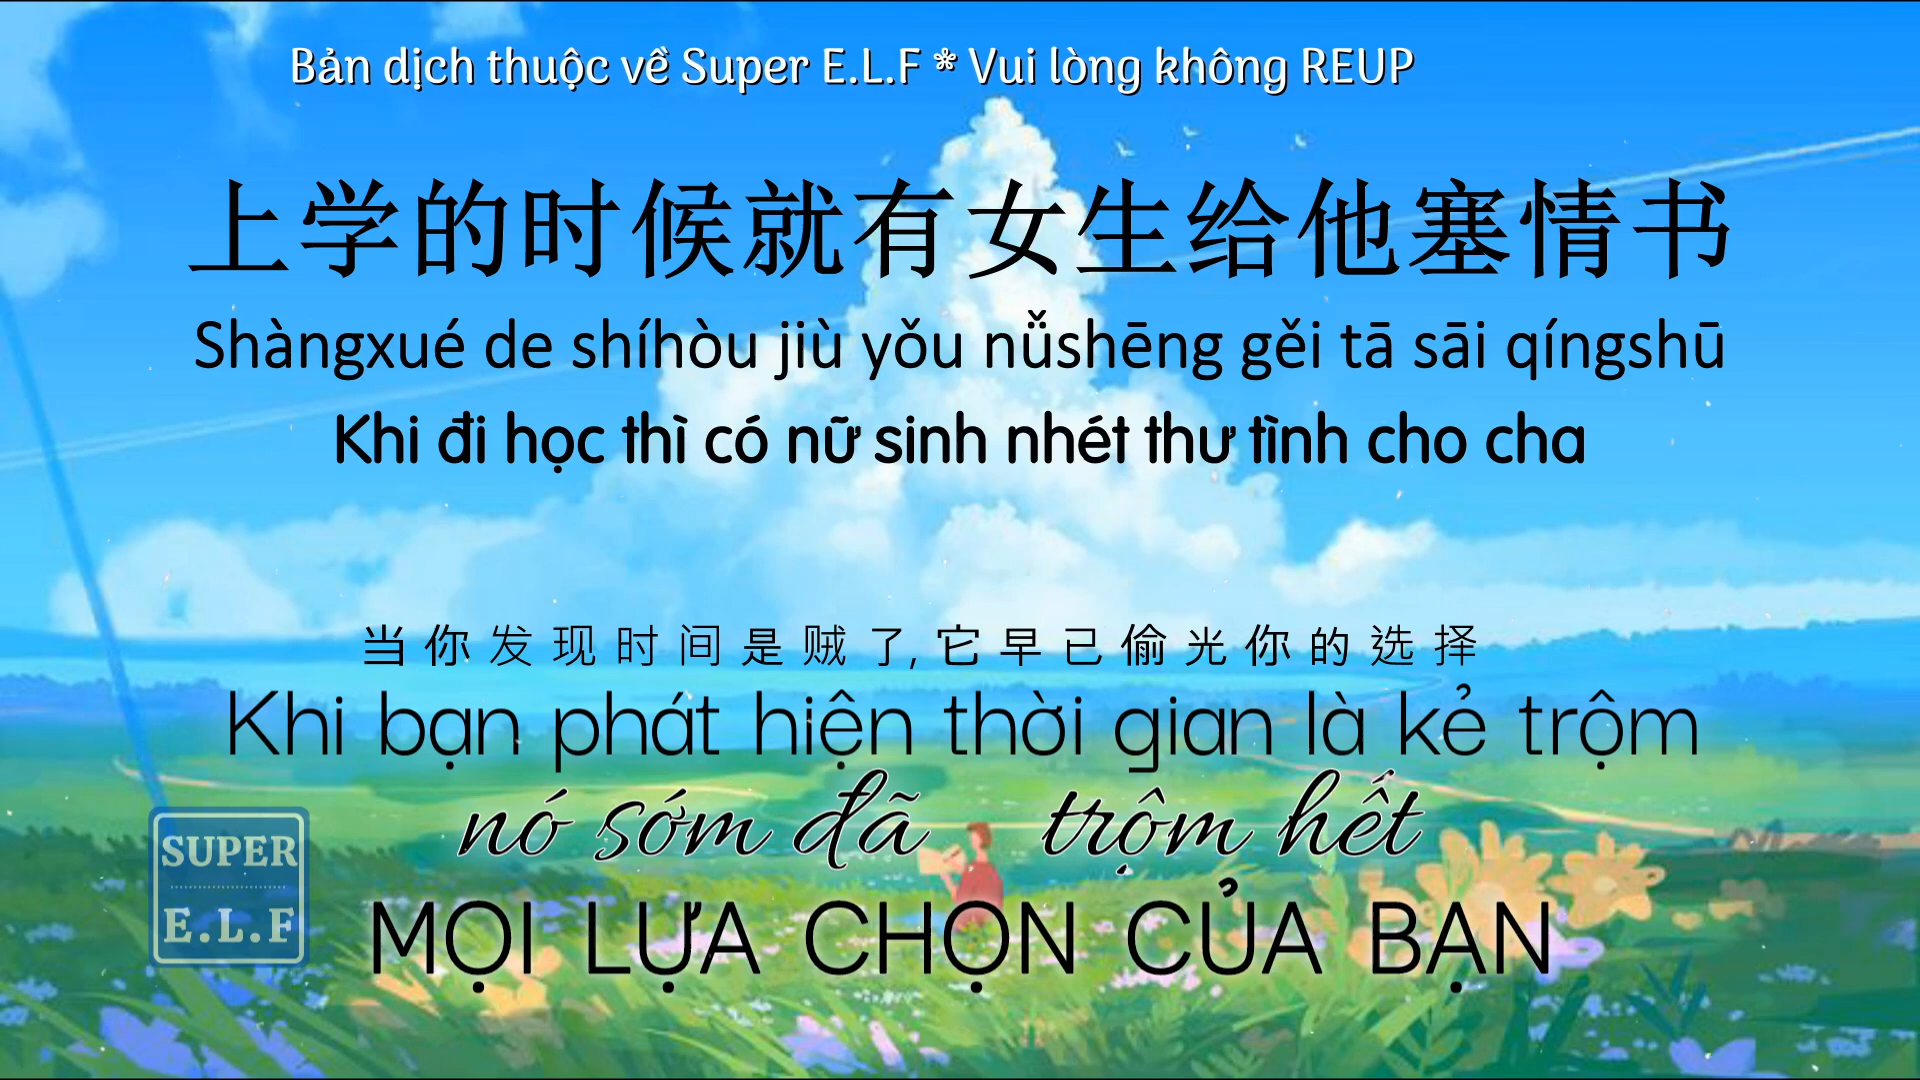 Bản dịch thuộc về Super E.L.F * Vui lòng không REUP
上学的时候就有女生给他塞情书
Shàngxué de shíhòu jiù yǒu nǚshēng gěi tā sāi qíngshū
Khi đi học thì có nữ sinh nhét thư tình cho cha
当你发现时间是贼了,它早已偷光你的选择
Khi bạn phát hiện thời gian là kẻ trộm
nó sớm đã trộm hết
MỌI LỰA CHỌN CỦA BẠN
SUPER
E.L.F